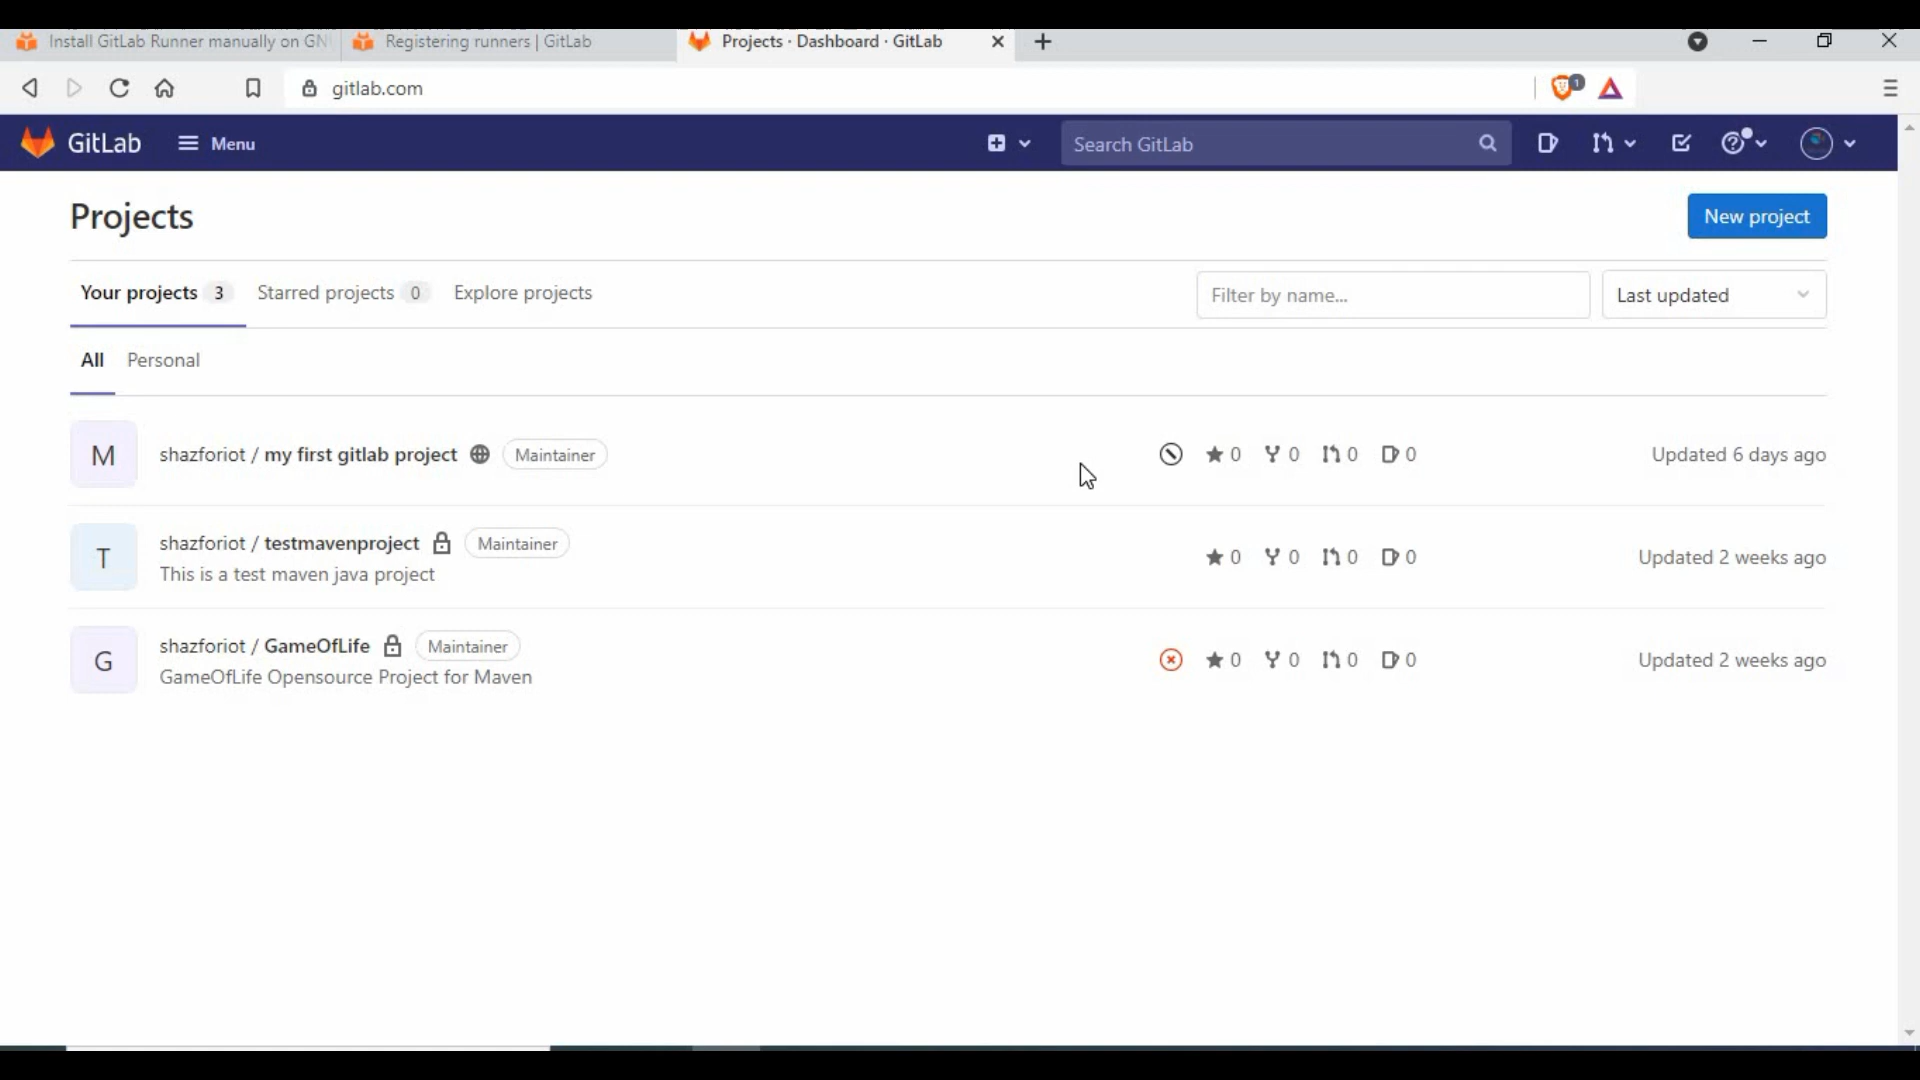 Install GitLab Runner manually on GN
Registering runners | GitLab
Projects · Dashboard · GitLab
gitlab.com
1
GitLab
Menu
Search GitLab
Projects
New project
Your projects 3
Starred projects 0
Explore projects
Filter by name...
Last updated
All
Personal
M
shazforiot / my first gitlab project
Maintainer
0 0 0 0
Updated 6 days ago
T
shazforiot / testmavenproject
Maintainer
This is a test maven java project
0 0 0 0
Updated 2 weeks ago
G
shazforiot / GameOfLife
Maintainer
GameOfLife Opensource Project for Maven
0 0 0 0
Updated 2 weeks ago